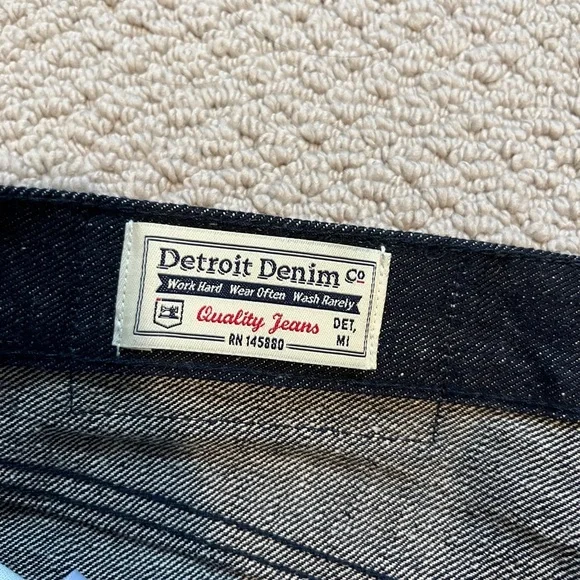 Detroit Denim Co
Work Hard Wear Often Wash Rarely
Quality Jeans DET, MI
RN 145880